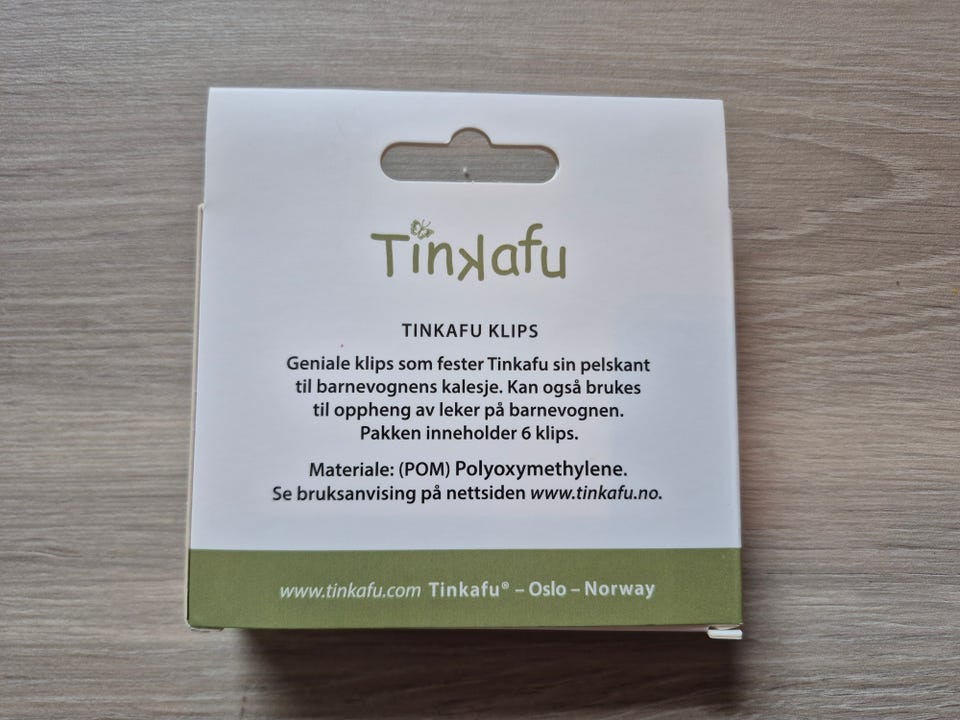 Tinkafu
TINKAFU KLIPS
Geniale klips som fester Tinkafu sin pelskant
til barnevognens kalesje. Kan også brukes
til oppheng av leker på barnevognen.
Pakken inneholder 6 klips.
Materiale: (POM) Polyoxymethylene.
Se bruksanvising på nettsiden www.tinkafu.no.
www.tinkafu.com Tinkafu® – Oslo – Norway